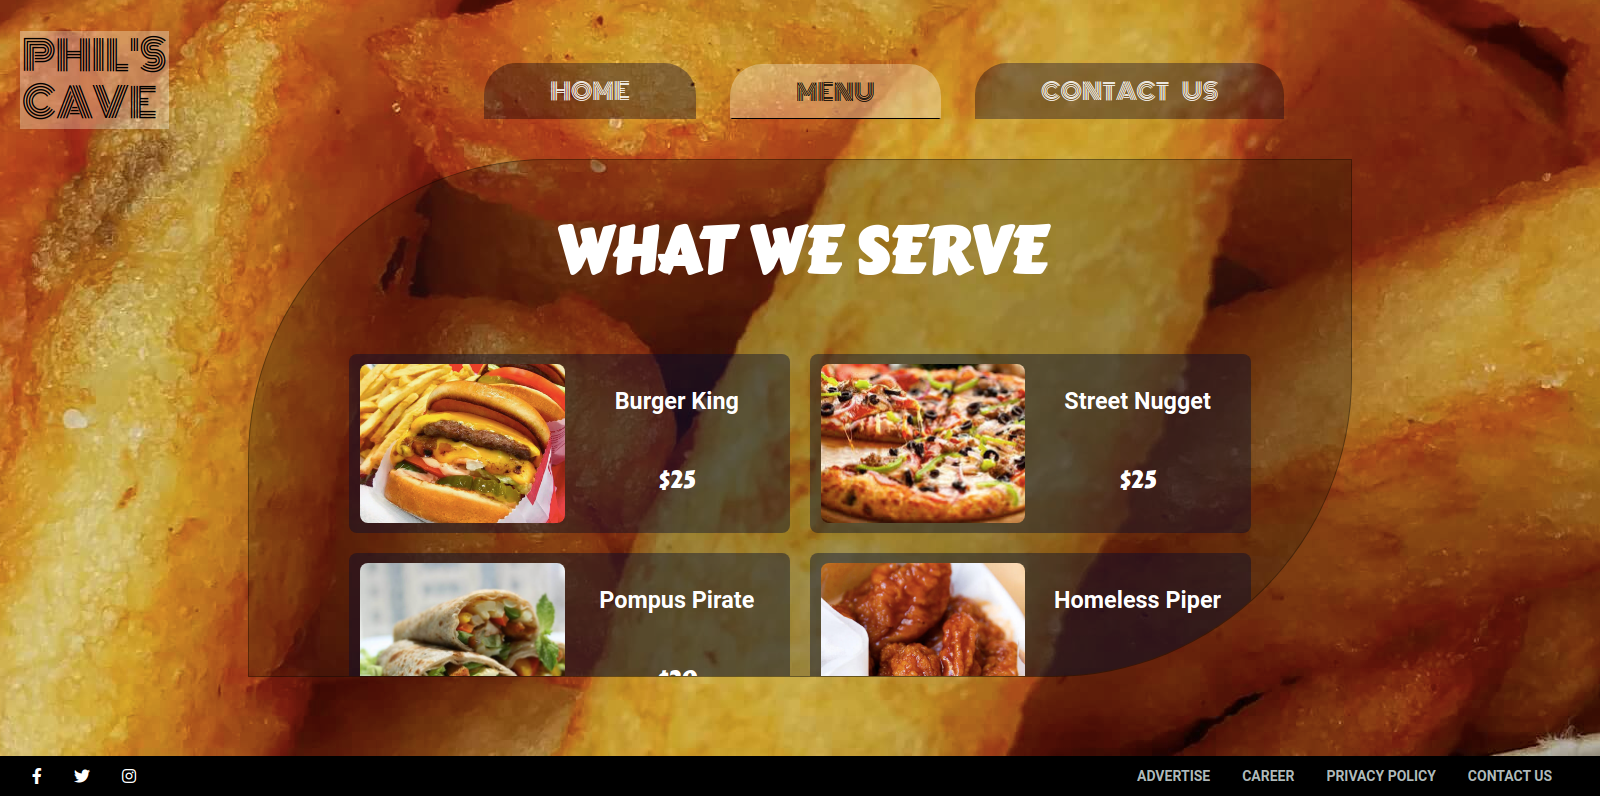 PHIL'S
CAVE
HOME
MENU
CONTACT US
WHAT WE SERVE
Burger King
$25
Street Nugget
$25
Pompus Pirate
Homeless Piper
ADVERTISE
CAREER
PRIVACY POLICY
CONTACT US